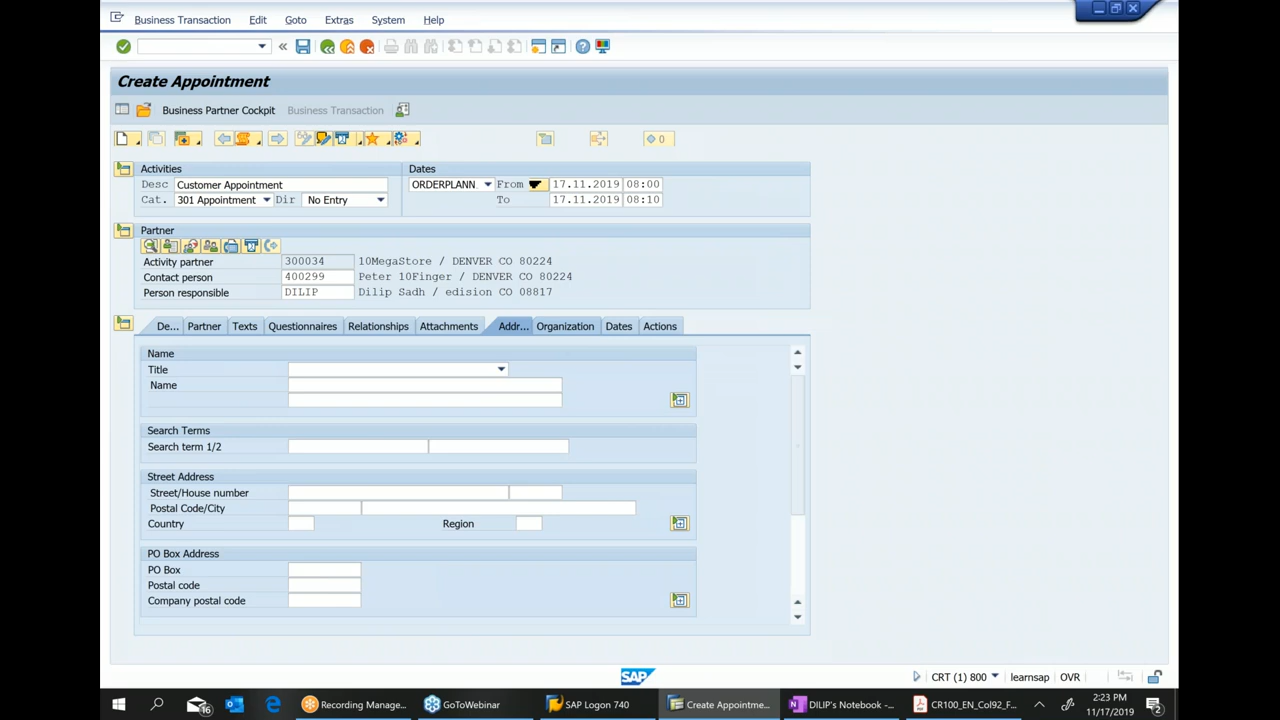 Business Transaction Edit Goto Extras System Help
Create Appointment
Business Partner Cockpit Business Transaction
0
Activities Dates
Desc Customer Appointment ORDERPLANN From 17.11.2019 08:00
Cat. 301 Appointment Dir No Entry To 17.11.2019 08:10
Partner
Activity partner 300034 10MegaStore / DENVER CO 80224
Contact person 400299 Peter 10Finger / DENVER CO 80224
Person responsible DILIP Dilip Sadh / edision CO 08817
De... Partner Texts Questionnaires Relationships Attachments Addr... Organization Dates Actions
Name
Title
Name
Search Terms
Search term 1/2
Street Address
Street/House number
Postal Code/City
Country Region
PO Box Address
PO Box
Postal code
Company postal code
SAP CRT (1) 800 learnsap OVR
16 Recording Manage... GoToWebinar SAP Logon 740 Create Appointme... DILIP's Notebook -... CR100_EN_Col92_F... 2:23 PM
11/17/2019 2